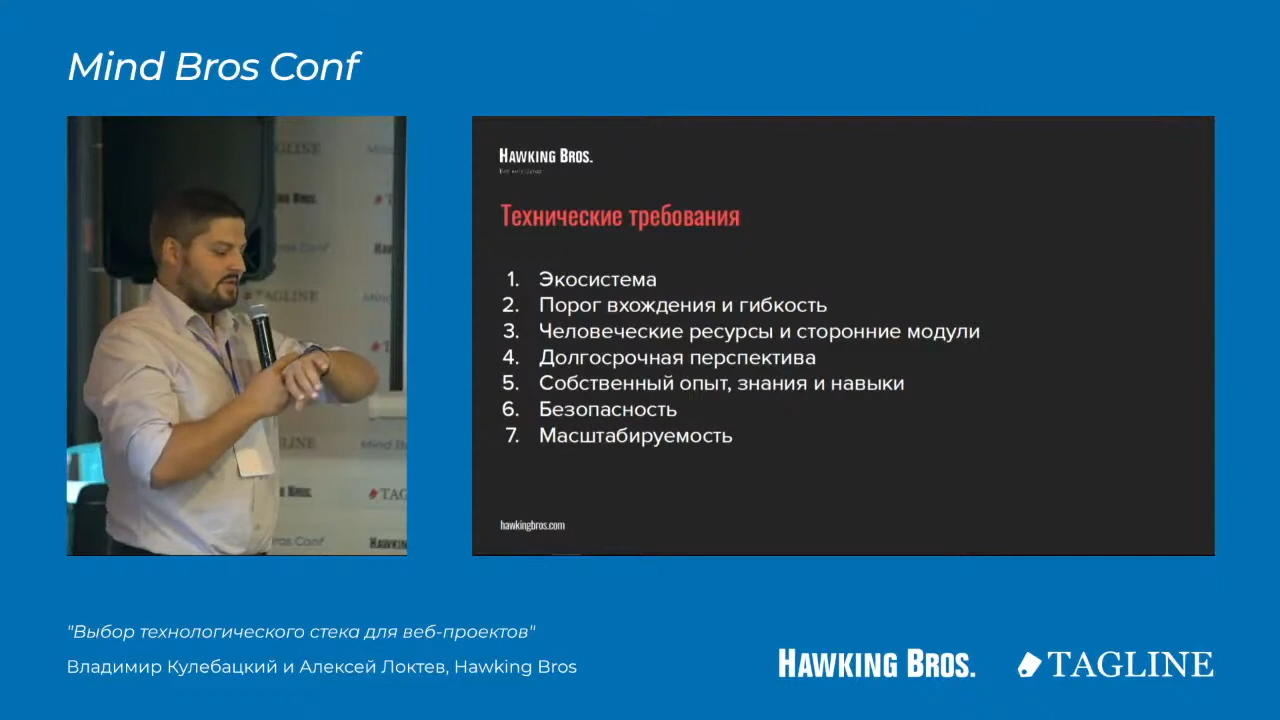 Mind Bros Conf
HAWKING BROS.
Технические требования
1. Экосистема
2. Порог вхождения и гибкость
3. Человеческие ресурсы и сторонние модули
4. Долгосрочная перспектива
5. Собственный опыт, знания и навыки
6. Безопасность
7. Масштабируемость
hawkingbros.com
TAGLINE
"Выбор технологического стека для веб-проектов"
Владимир Кулебацкий и Алексей Локтев, Hawking Bros
HAWKING BROS.
TAGLINE